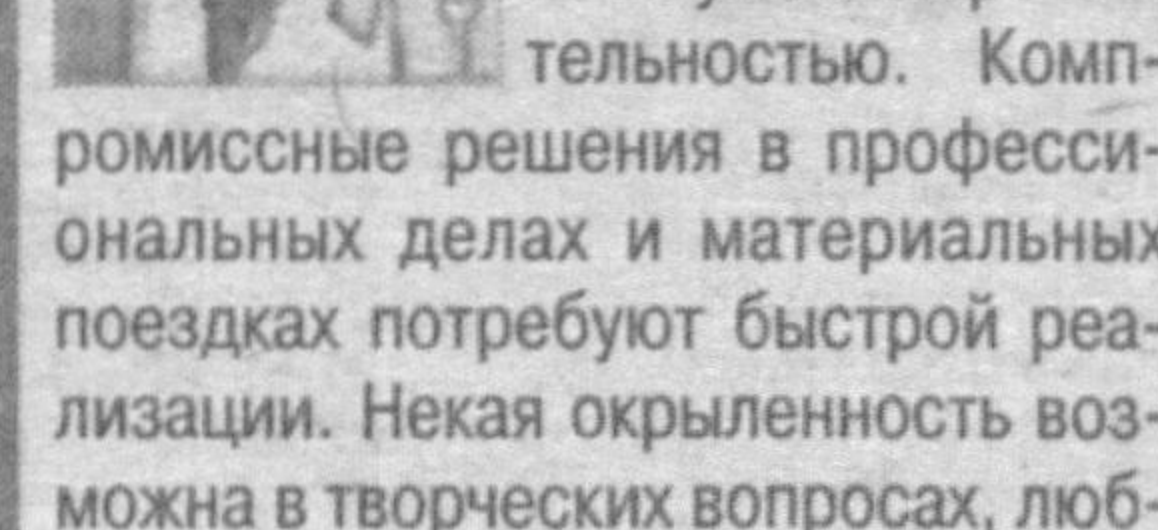 тельностью. Комп-
ромиссные решения в професси-
ональных делах и материальных
поездках потребуют быстрой реа-
лизации. Некая окрыленность воз-
можна в творческих вопросах, люб-